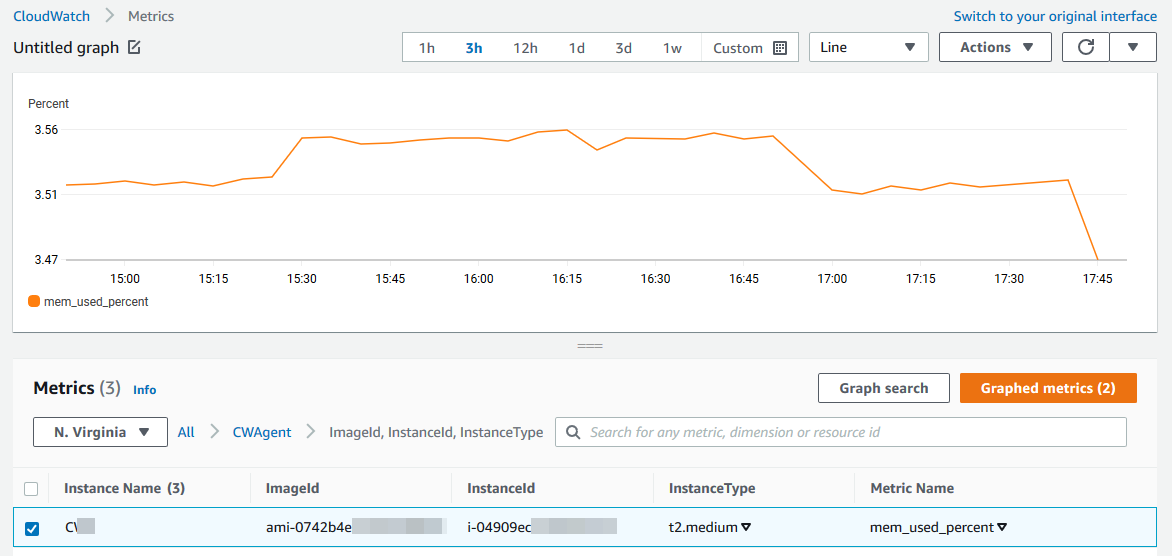 CloudWatch > Metrics
Switch to your original interface
Untitled graph
1h 3h 12h 1d 3d 1w Custom
Line
Actions
Percent
3.56
3.51
3.47
15:00 15:15 15:30 15:45 16:00 16:15 16:30 16:45 17:00 17:15 17:30 17:45
mem_used_percent
Metrics (3) Info
Graph search
Graphed metrics (2)
N. Virginia
All > CWAgent > ImageId, InstanceId, InstanceType
Search for any metric, dimension or resource id
Instance Name (3) ImageId InstanceId InstanceType Metric Name
ami-0742b4e i-04909ec t2.medium mem_used_percent